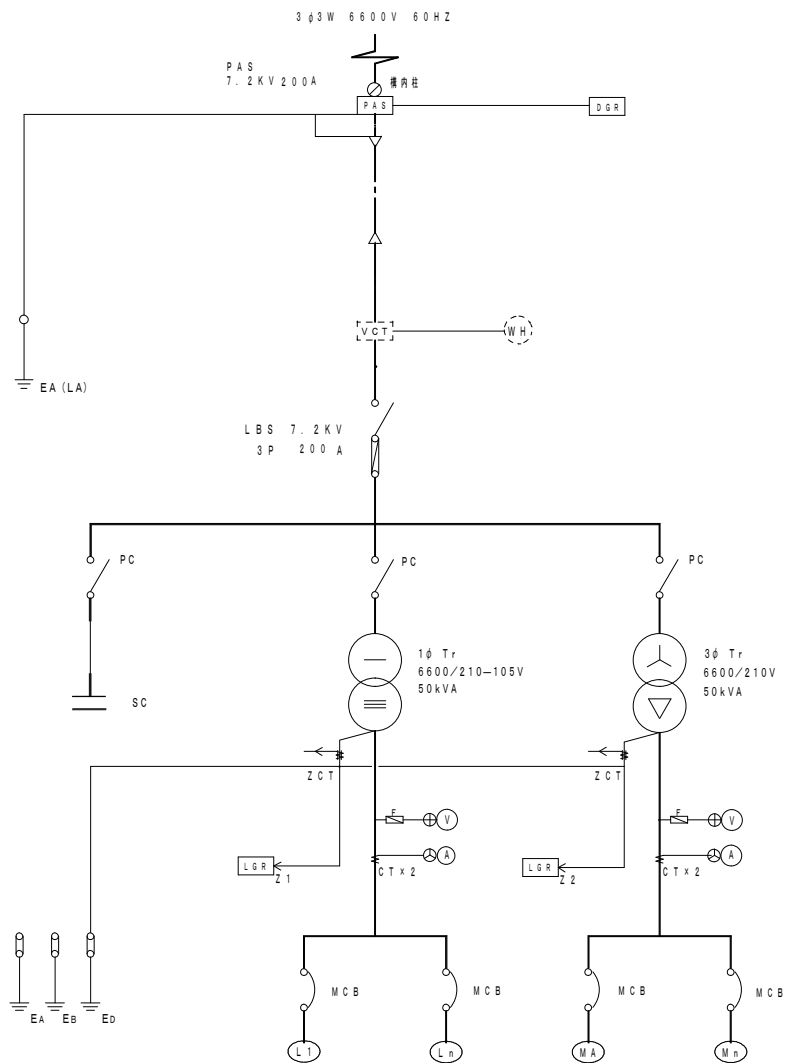 3φ3W 6600V 60HZ
PAS
7.2KV 200A
構内柱
PAS
DGR
VCT
WH
EA(LA)
LBS 7.2KV
3P 200A
PC
PC
PC
SC
1φ Tr
6600/210−105V
50kVA
3φ Tr
6600/210V
50kVA
ZCT
ZCT
F
V
F
V
A
CT×2
A
CT×2
LGR
Z1
LGR
Z2
EA
EB
ED
MCB
MCB
MCB
MCB
L1
Ln
MA
Mn